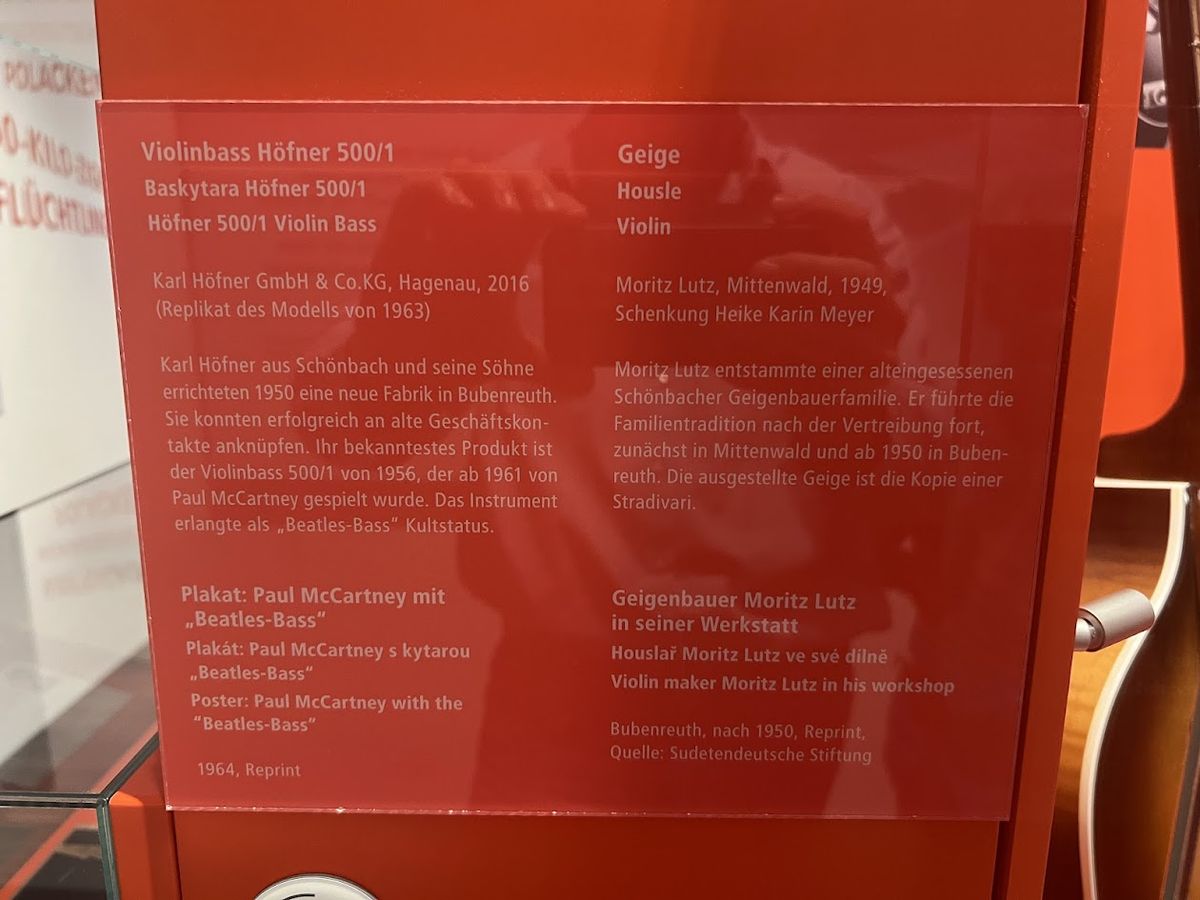 POLACKEN
FLÜCHTLING
Violinbass Höfner 500/1
Baskytara Höfner 500/1
Höfner 500/1 Violin Bass
Karl Höfner GmbH & Co.KG, Hagenau, 2016
(Replikat des Modells von 1963)
Karl Höfner aus Schönbach und seine Söhne
errichteten 1950 eine neue Fabrik in Bubenreuth.
Sie konnten erfolgreich an alte Geschäftskon-
takte anknüpfen. Ihr bekanntestes Produkt ist
der Violinbass 500/1 von 1956, der ab 1961 von
Paul McCartney gespielt wurde. Das Instrument
erlangte als „Beatles-Bass“ Kultstatus.
Plakat: Paul McCartney mit
„Beatles-Bass“
Plakát: Paul McCartney s kytarou
„Beatles-Bass“
Poster: Paul McCartney with the
“Beatles-Bass”
1964, Reprint
Geige
Housle
Violin
Moritz Lutz, Mittenwald, 1949,
Schenkung Heike Karin Meyer
Moritz Lutz entstammte einer alteingesessenen
Schönbacher Geigenbauerfamilie. Er führte die
Familientradition nach der Vertreibung fort,
zunächst in Mittenwald und ab 1950 in Buben-
reuth. Die ausgestellte Geige ist die Kopie einer
Stradivari.
Geigenbauer Moritz Lutz
in seiner Werkstatt
Houslař Moritz Lutz ve své dílně
Violin maker Moritz Lutz in his workshop
Bubenreuth, nach 1950, Reprint,
Quelle: Sudetendeutsche Stiftung